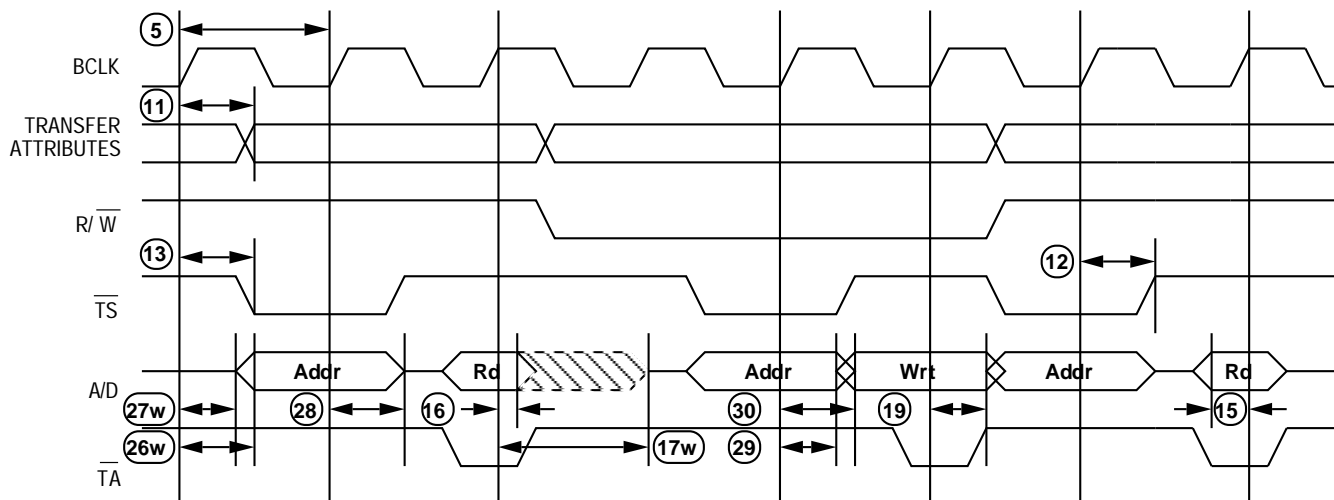 5
BCLK
11
TRANSFER
ATTRIBUTES
R/ W
13
12
TS
Addr
Rd
Addr
Wrt
Addr
Rd
A/D
27w
28
16
30
19
15
26w
17w
29
TA